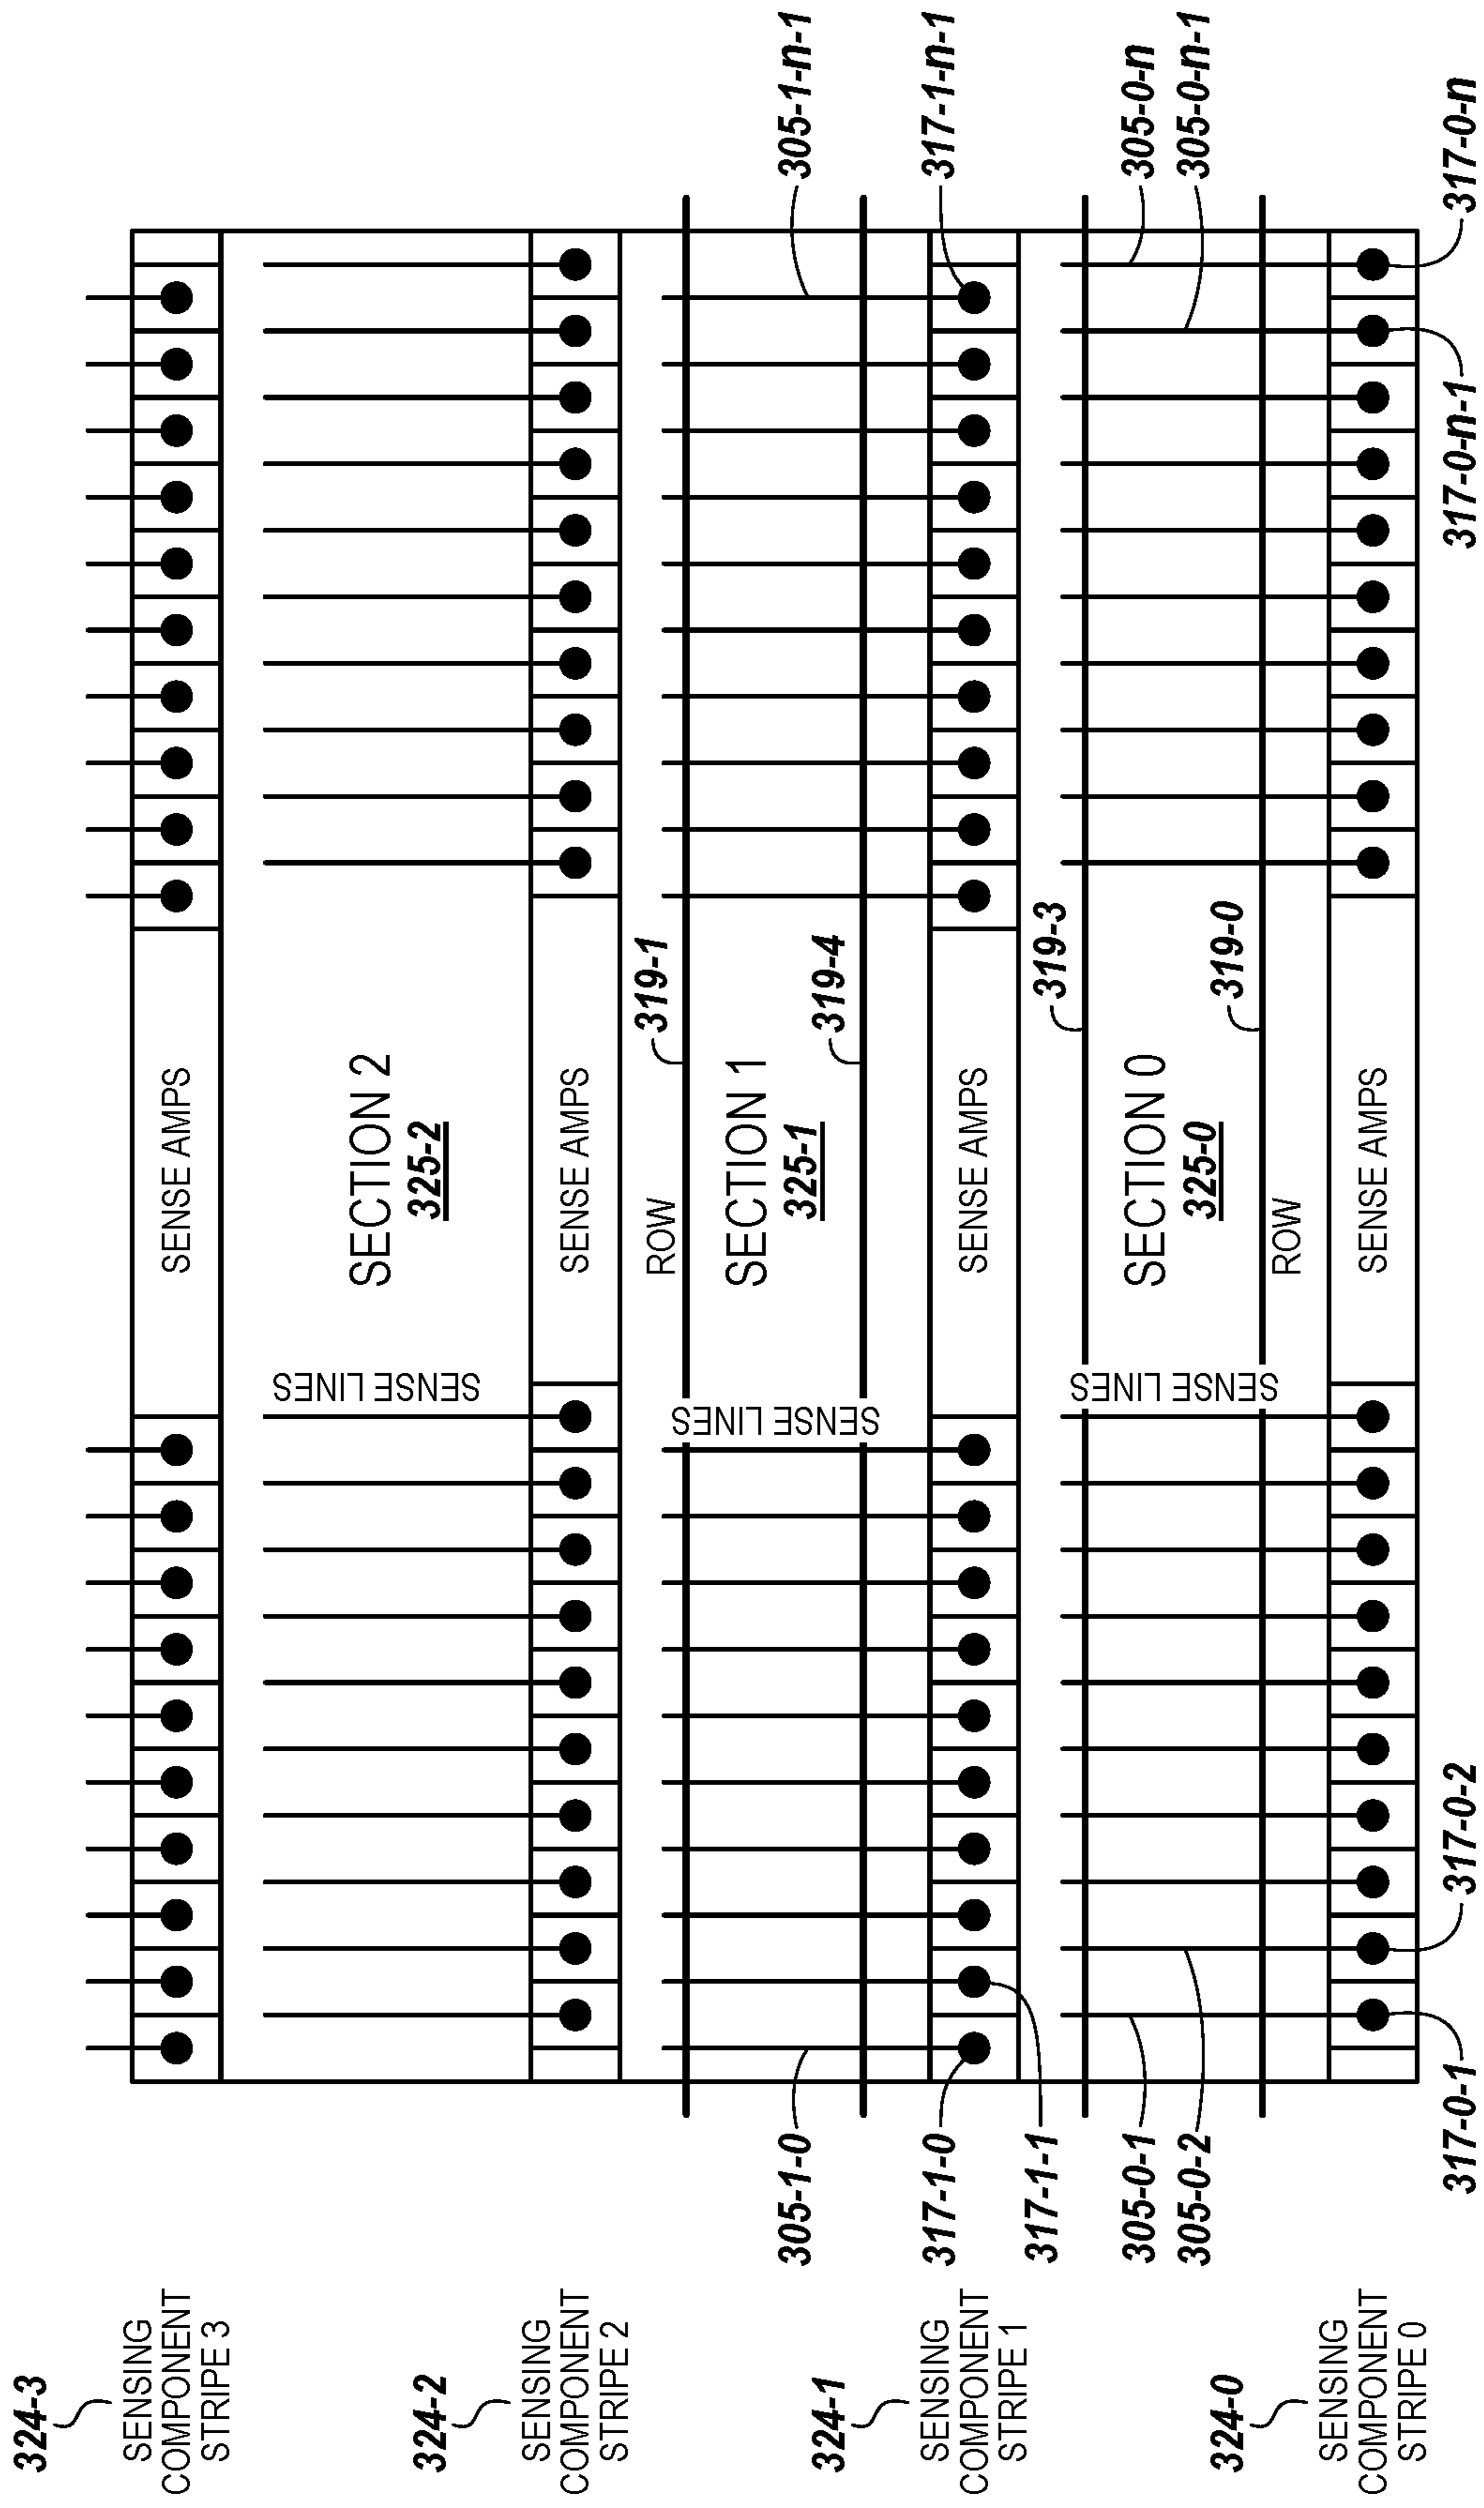 324-3
SENSING
COMPONENT
STRIPE 3
SENSE AMPS
SENSE LINES
SECTION 2
325-2
324-2
SENSING
COMPONENT
STRIPE 2
SENSE AMPS
ROW
319-1
305-1-0
SENSE LINES
SECTION 1
325-1
319-4
305-1-n-1
324-1
SENSING
COMPONENT
STRIPE 1
317-1-0
317-1-1
SENSE AMPS
317-1-n-1
319-3
305-0-1
305-0-2
SENSE LINES
SECTION 0
325-0
319-0
305-0-n
305-0-n-1
ROW
324-0
SENSING
COMPONENT
STRIPE 0
SENSE AMPS
317-0-1
317-0-2
317-0-n-1
317-0-n